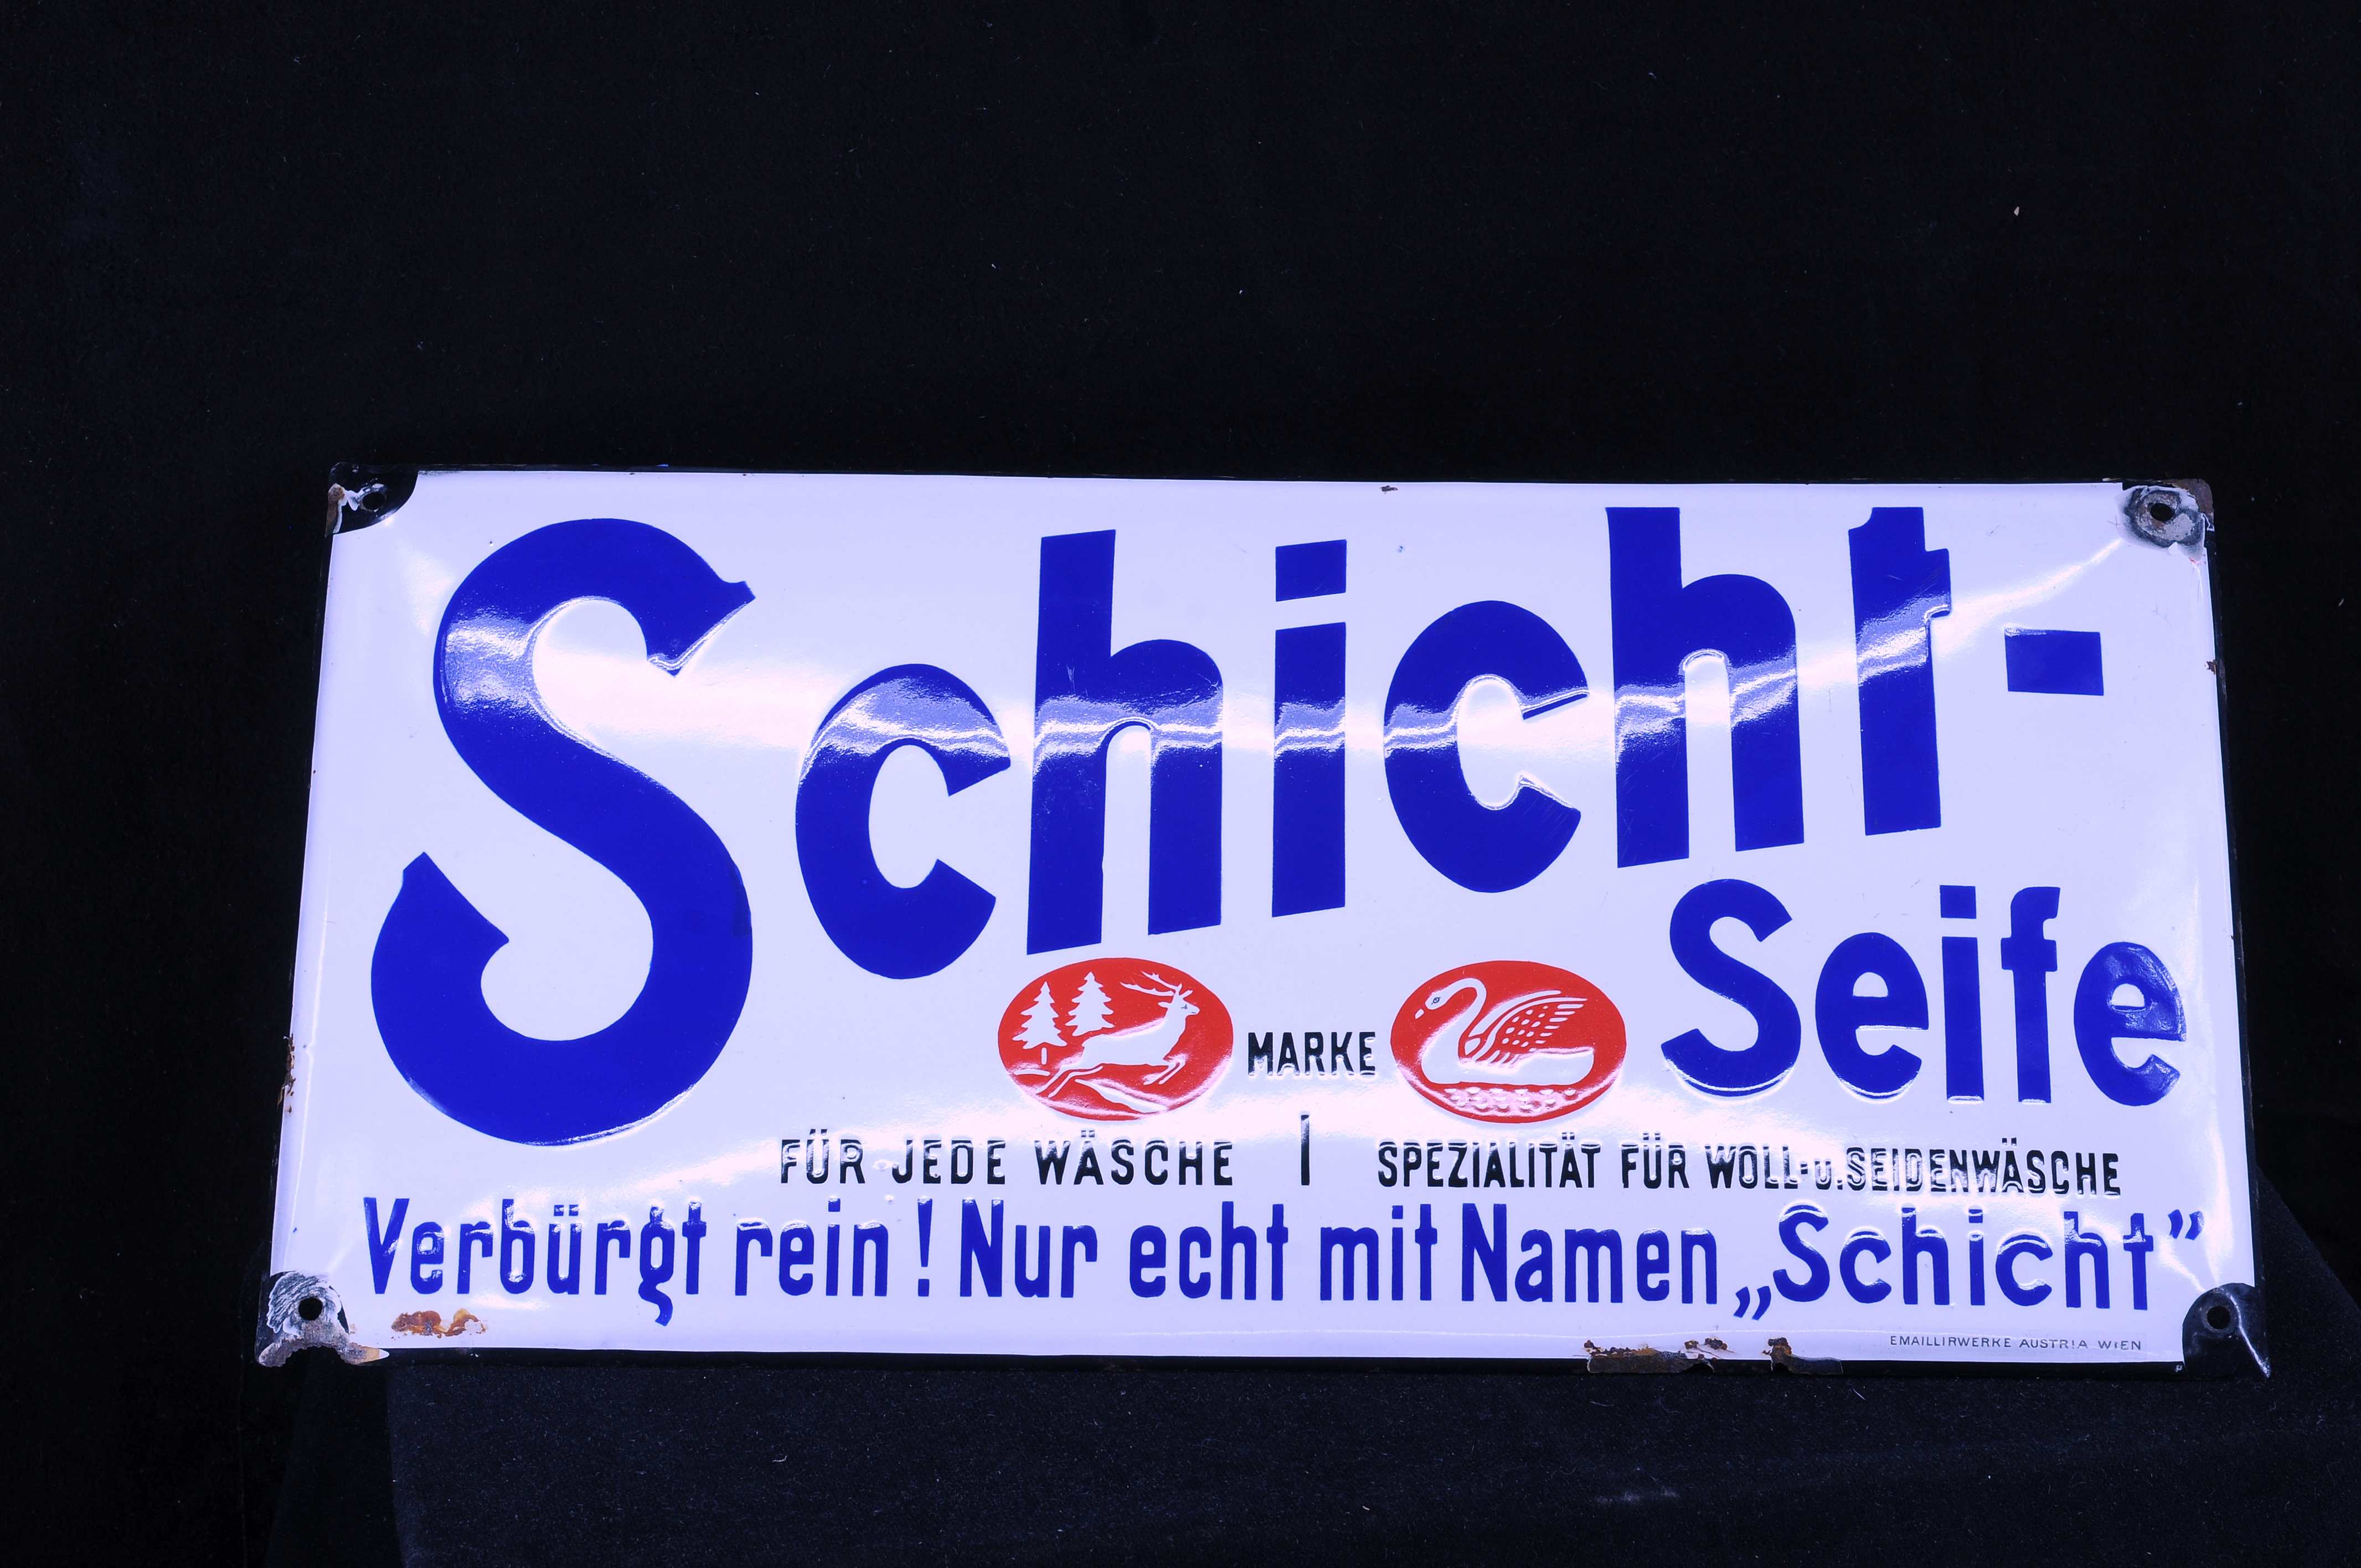 Schicht-
Seife
MARKE
FÜR JEDE WÄSCHE | SPEZIALITÄT FÜR WOLL-u.SEIDENWÄSCHE
Verbürgt rein! Nur echt mit Namen „Schicht”
EMAILLIRWERKE AUSTRIA WIEN